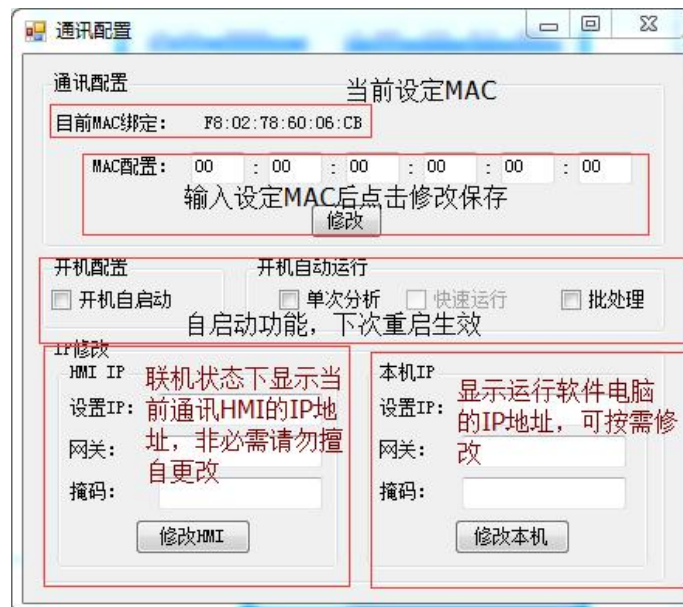 通讯配置
通讯配置
当前设定MAC
目前MAC绑定： F8:02:78:60:06:CB
MAC配置： 00 : 00 : 00 : 00 : 00 : 00
输入设定MAC后点击修改保存
修改
开机配置
开机自动运行
开机自启动
单次分析
快速运行
批处理
自启动功能，下次重启生效
IP修改
HMI IP
设置IP:
网关：
掩码：
联机状态下显示当
前通讯HMI的IP地
址，非必需请勿擅
自更改
修改HMI
本机IP
设置IP:
网关：
掩码：
显示运行软件电脑
的IP地址，可按需修
改
修改本机